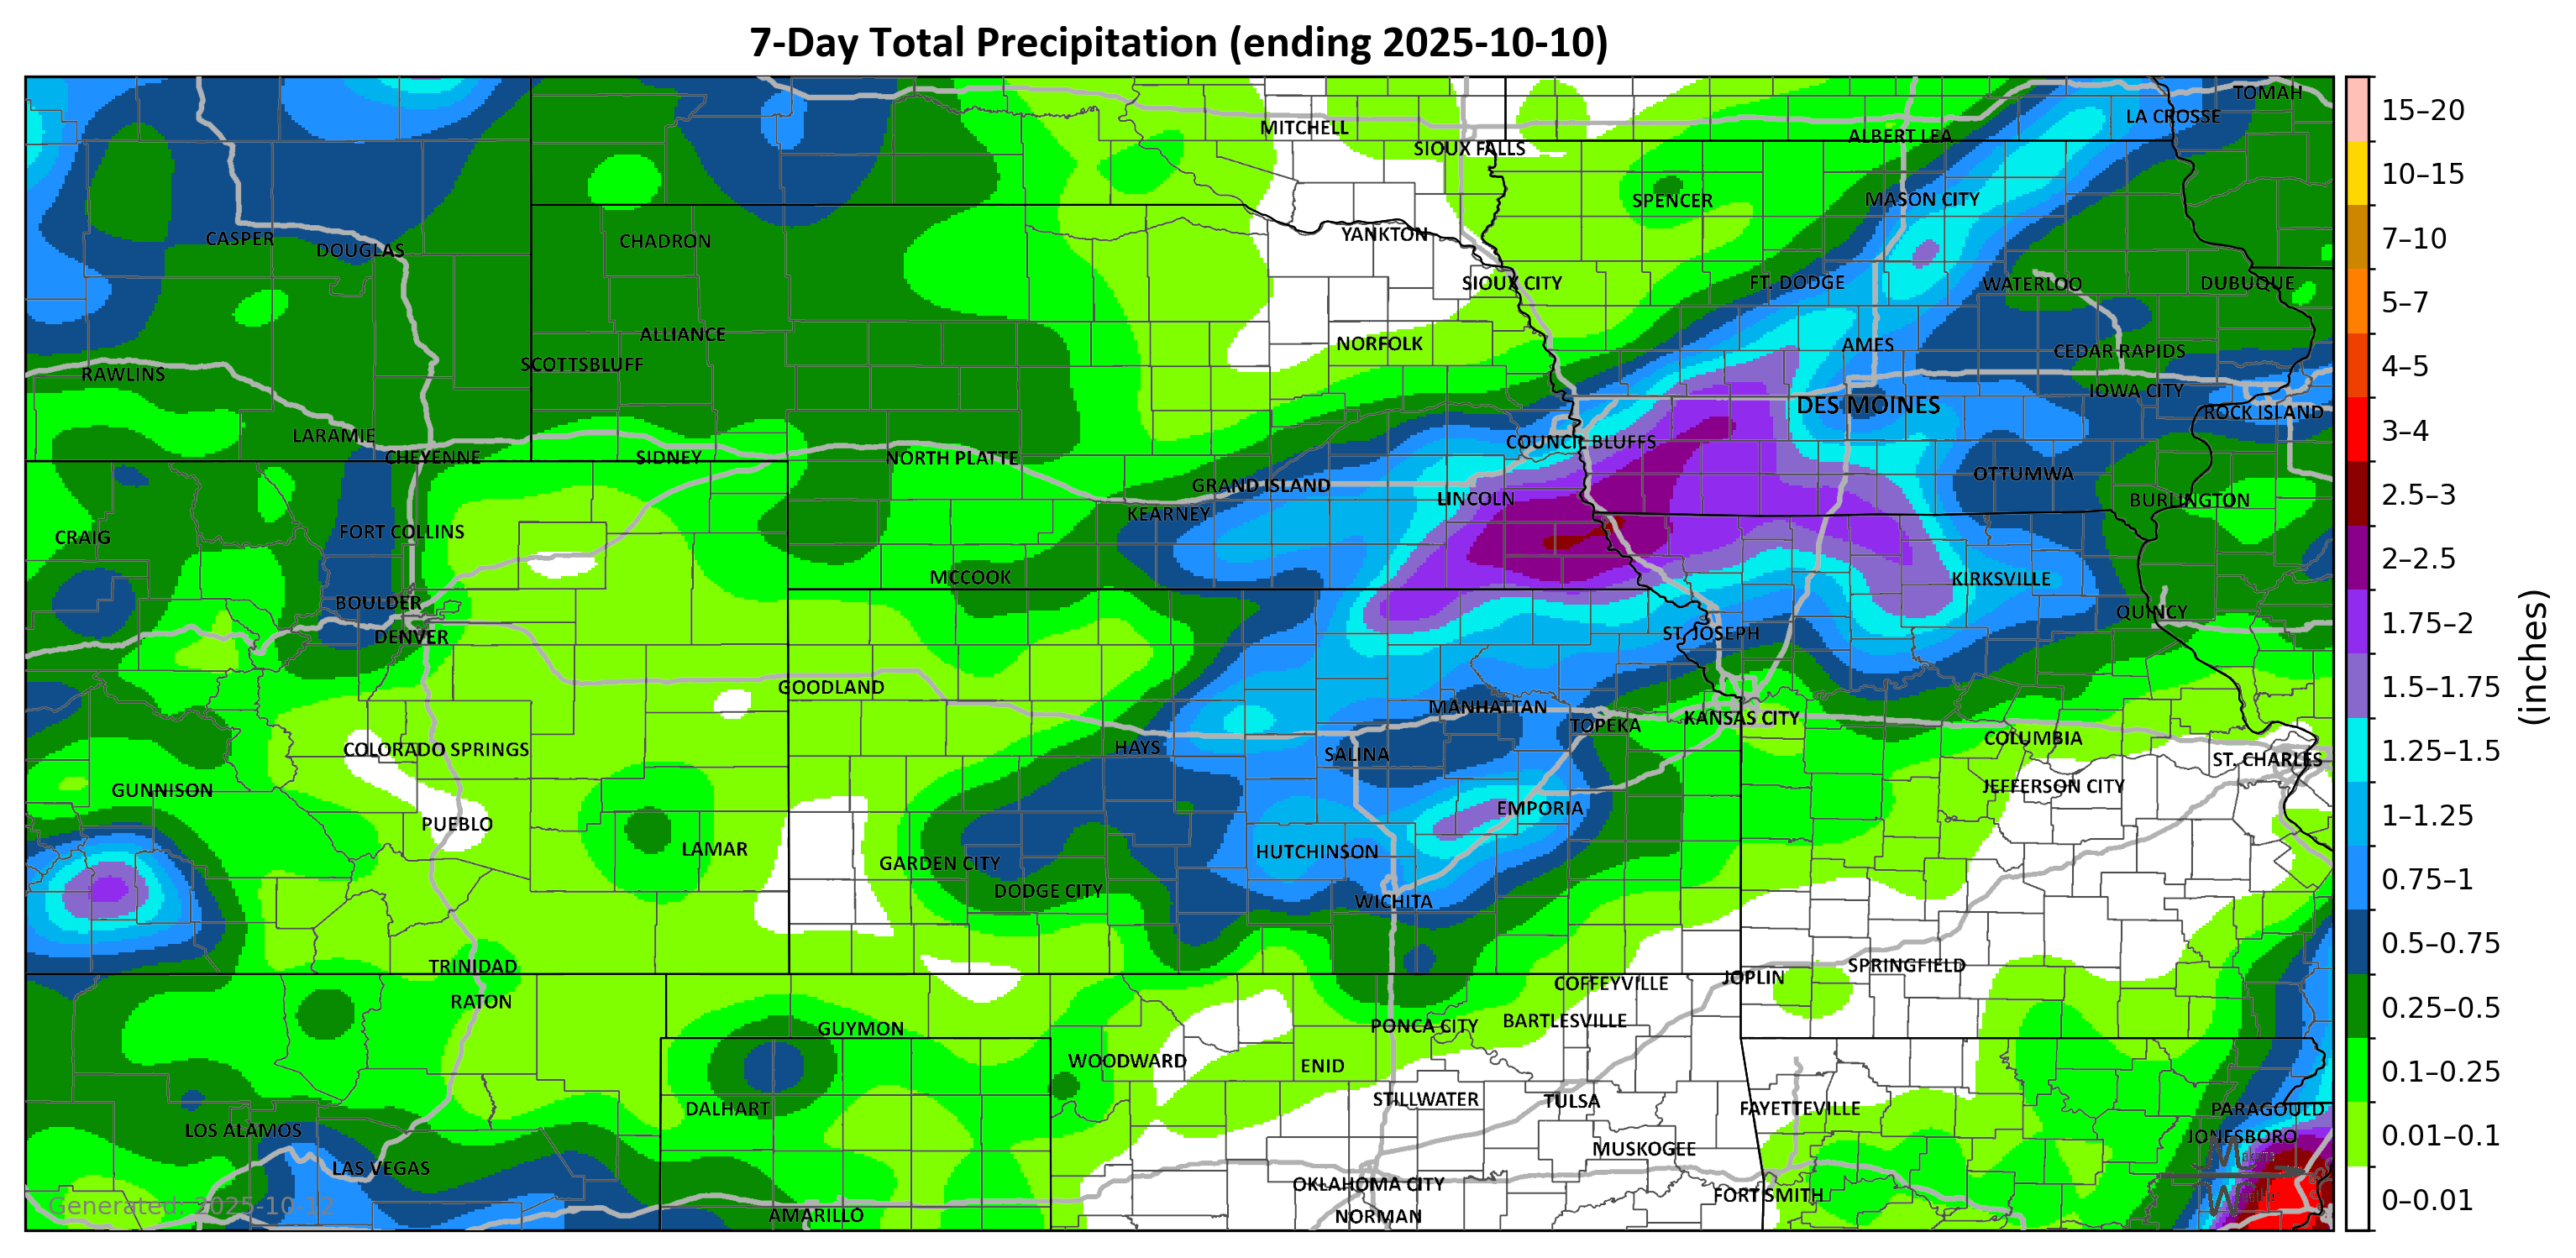 7-Day Total Precipitation (ending 2025-10-10)
TOMAH
LA CROSSE
MITCHELL
ALBERT LEA
SIOUX FALLS
SPENCER
MASON CITY
CASPER
DOUGLAS
CHADRON
YANKTON
SIOUX CITY
FT. DODGE
WATERLOO
DUBUQUE
ALLIANCE
NORFOLK
AMES
CEDAR RAPIDS
SCOTTSBLUFF
RAWLINS
IOWA CITY
DES MOINES
ROCK ISLAND
LARAMIE
COUNCIL BLUFFS
CHEYENNE
SIDNEY
NORTH PLATTE
OTTUMWA
GRAND ISLAND
LINCOLN
BURLINGTON
KEARNEY
FORT COLLINS
CRAIG
MCCOOK
KIRKSVILLE
BOULDER
QUINCY
DENVER
ST. JOSEPH
GOODLAND
MANHATTAN
TOPEKA
KANSAS CITY
COLUMBIA
COLORADO SPRINGS
HAYS
SALINA
ST. CHARLES
GUNNISON
JEFFERSON CITY
EMPORIA
PUEBLO
LAMAR
HUTCHINSON
GARDEN CITY
DODGE CITY
WICHITA
TRINIDAD
SPRINGFIELD
JOPLIN
COFFEYVILLE
RATON
GUYMON
PONCA CITY
BARTLESVILLE
WOODWARD
ENID
DALHART
STILLWATER
TULSA
FAYETTEVILLE
PARAGOULD
LOS ALAMOS
JONESBORO
MUSKOGEE
LAS VEGAS
OKLAHOMA CITY
FORT SMITH
AMARILLO
NORMAN
Generated: 2025-10-12
15–20
10–15
7–10
5–7
4–5
3–4
2.5–3
2–2.5
1.75–2
1.5–1.75
1.25–1.5
1–1.25
0.75–1
0.5–0.75
0.25–0.5
0.1–0.25
0.01–0.1
0–0.01
(inches)